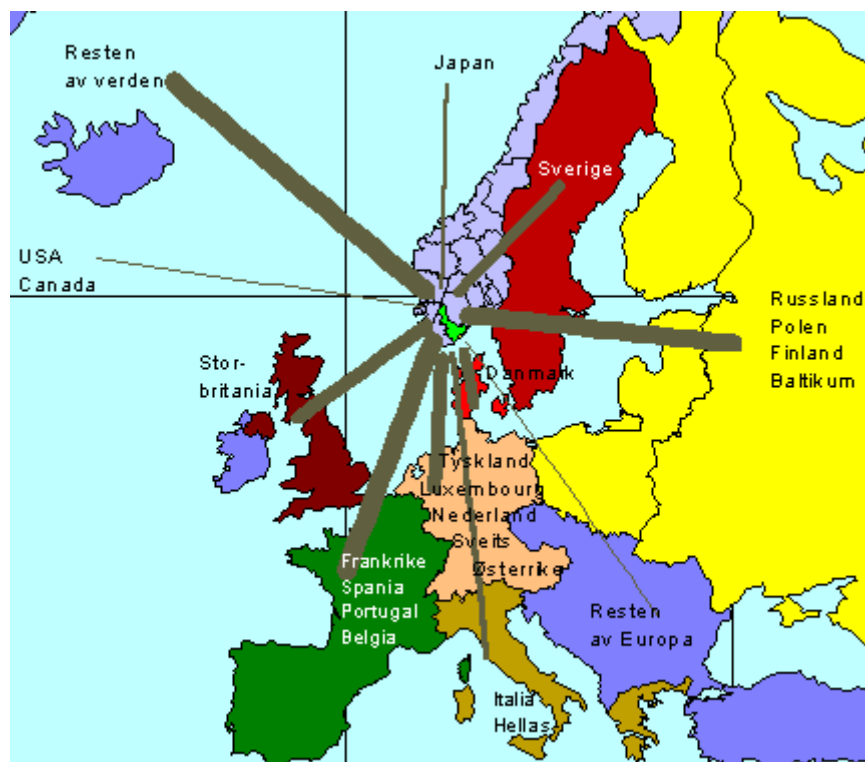 Resten
av verden
Japan
Sverige
USA
Canada
Russland
Polen
Finland
Baltikum
Stor-
britania
Danmalk
Tyskland
Luxembourg
Nederland
Sveits
Østerrike
Frankrike
Spania
Portugal
Belgia
Resten
av Europa
Italia
Hellas